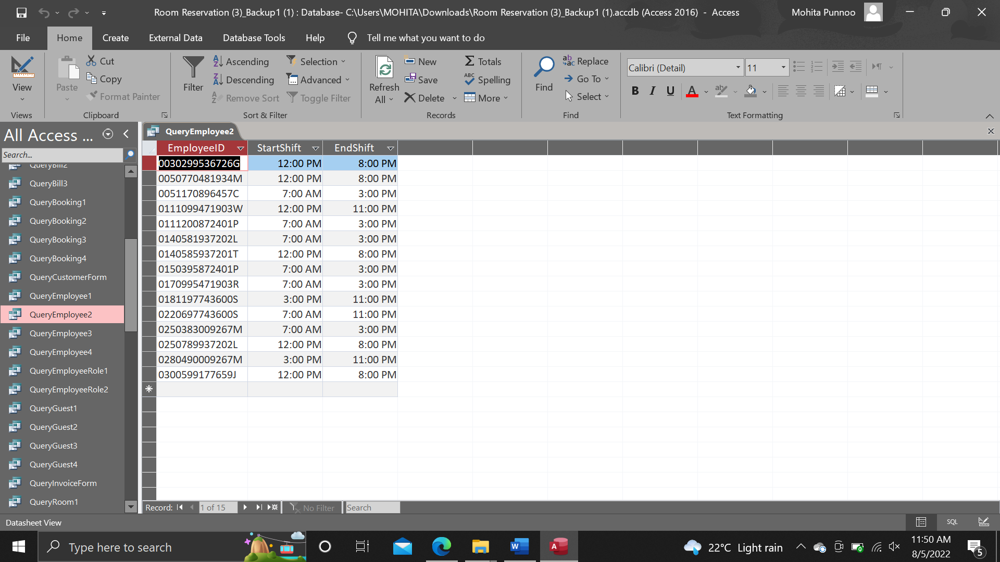 Room Reservation (3)_Backup1 (1) : Database- C:\Users\MOHITA\Downloads\Room Reservation (3)_Backup1 (1).accdb (Access 2016) - Access
Mohita Punnoo
File Home Create External Data Database Tools Help Tell me what you want to do
View
Views
Paste
Cut
Copy
Format Painter
Clipboard
Filter
Ascending
Descending
Remove Sort
Selection
Advanced
Toggle Filter
Sort & Filter
Refresh
All
New
Save
Delete
Totals
Spelling
More
Records
Find
Replace
Go To
Select
Find
Calibri (Detail) 11
B I U
Text Formatting
All Access ...
Search...
QueryBill2
QueryBill3
QueryBooking1
QueryBooking2
QueryBooking3
QueryBooking4
QueryCustomerForm
QueryEmployee1
QueryEmployee2
QueryEmployee3
QueryEmployee4
QueryEmployeeRole1
QueryEmployeeRole2
QueryGuest1
QueryGuest2
QueryGuest3
QueryGuest4
QueryInvoiceForm
QueryRoom1
QueryEmployee2
EmployeeID StartShift EndShift
0030299536726G 12:00 PM 8:00 PM
0050770481934M 12:00 PM 8:00 PM
0051170896457C 7:00 AM 3:00 PM
0111099471903W 12:00 PM 11:00 PM
0111200872401P 7:00 AM 3:00 PM
0140581937202L 7:00 AM 3:00 PM
0140585937201T 12:00 PM 8:00 PM
0150395872401P 7:00 AM 3:00 PM
0170995471903R 7:00 AM 3:00 PM
0181197743600S 3:00 PM 11:00 PM
0220697743600S 7:00 AM 11:00 PM
0250383009267M 7:00 AM 3:00 PM
0250789937202L 12:00 PM 8:00 PM
0280490009267M 3:00 PM 11:00 PM
0300599177659J 12:00 PM 8:00 PM
Record: 1 of 15 No Filter Search
Datasheet View
SQL
Type here to search
22°C Light rain
11:50 AM
8/5/2022
5